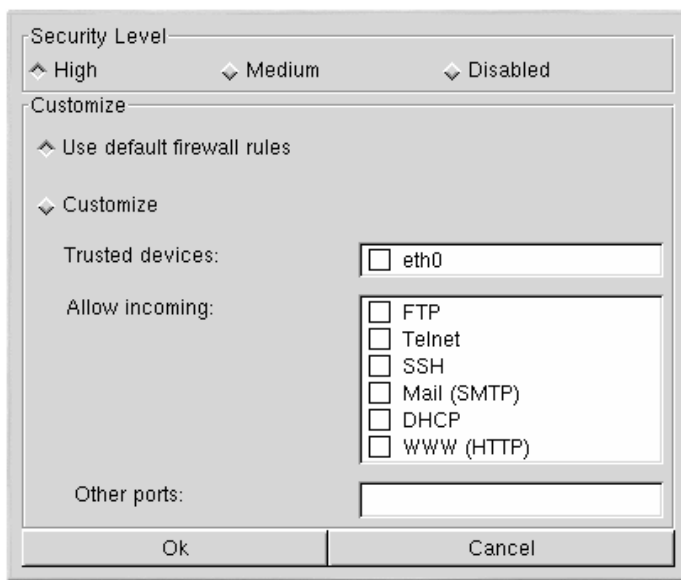 Security Level
High Medium Disabled
Customize
Use default firewall rules
Customize
Trusted devices: eth0
Allow incoming: FTP
Telnet
SSH
Mail (SMTP)
DHCP
WWW (HTTP)
Other ports:
Ok Cancel